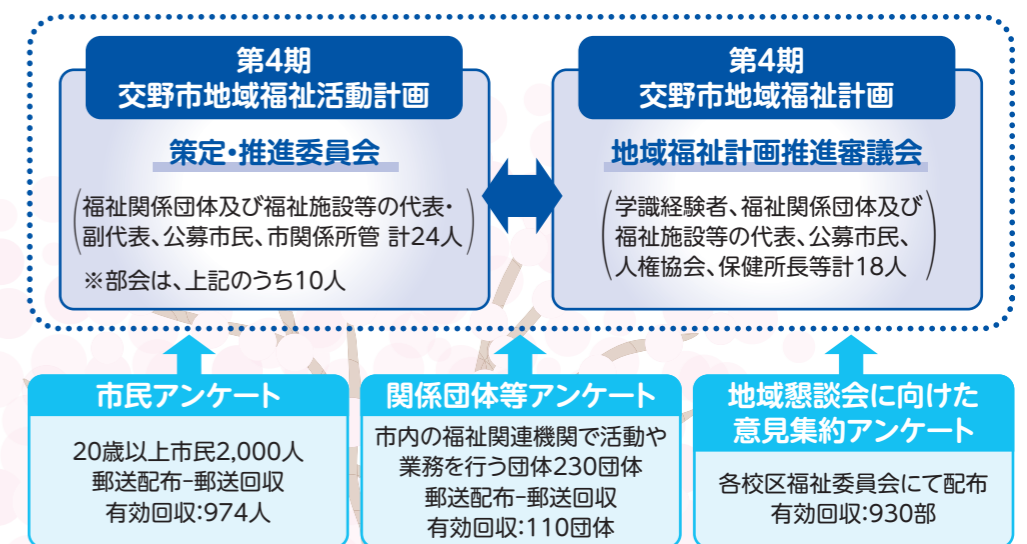 第4期
交野市地域福祉活動計画
策定・推進委員会
福祉関係団体及び福祉施設等の代表・
副代表、公募市民、市関係所管 計24人
※部会は、上記のうち10人
第4期
交野市地域福祉計画
地域福祉計画推進審議会
学識経験者、福祉関係団体及び
福祉施設等の代表、公募市民、
人権協会、保健所長等計18人
市民アンケート
20歳以上市民2,000人
郵送配布-郵送回収
有効回収:974人
関係団体等アンケート
市内の福祉関連機関で活動や
業務を行う団体230団体
郵送配布-郵送回収
有効回収:110団体
地域懇談会に向けた
意見集約アンケート
各校区福祉委員会にて配布
有効回収:930部